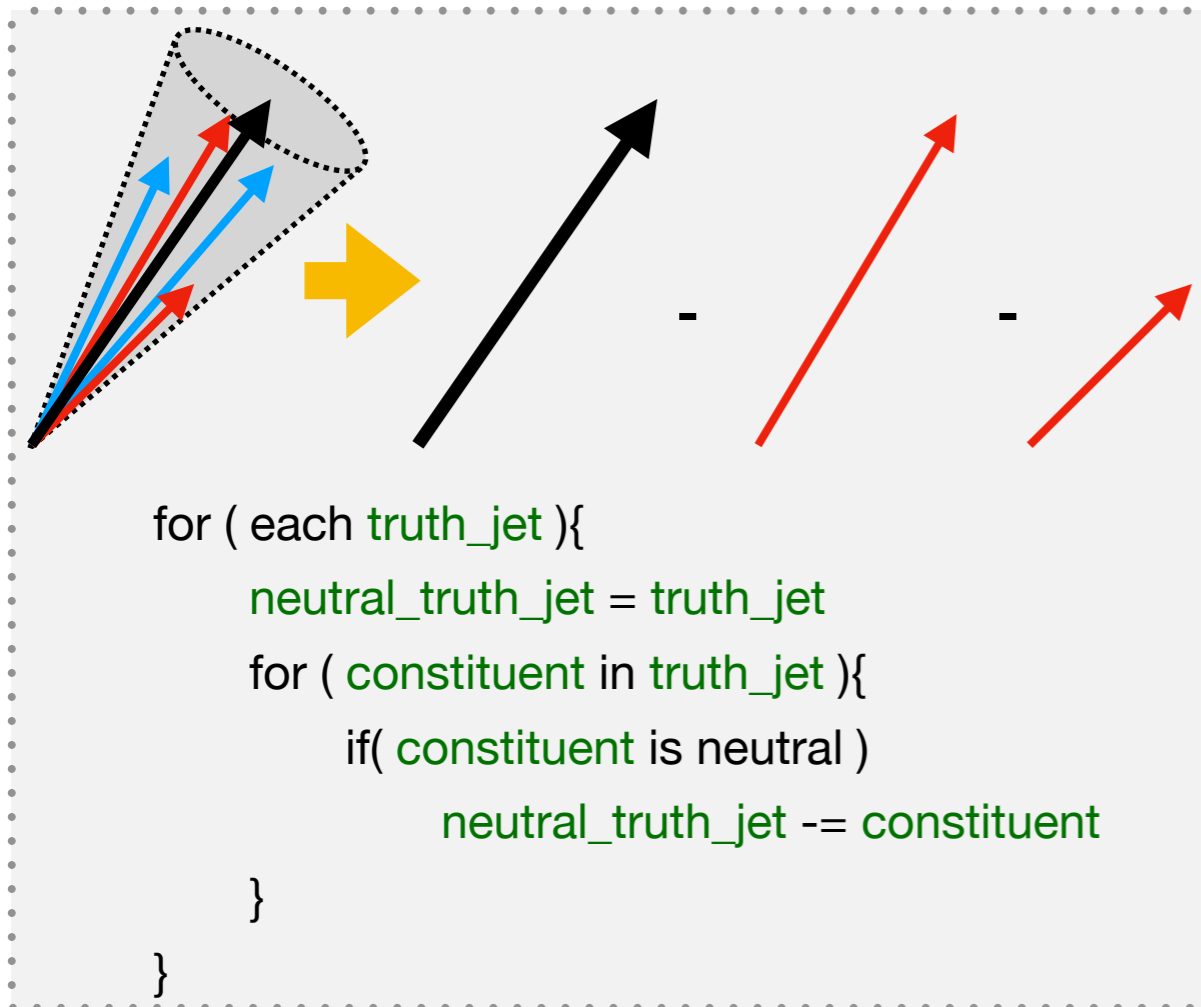 - -
for ( each truth_jet ){
neutral_truth_jet = truth_jet
for ( constituent in truth_jet ){
if( constituent is neutral )
neutral_truth_jet -= constituent
}
}